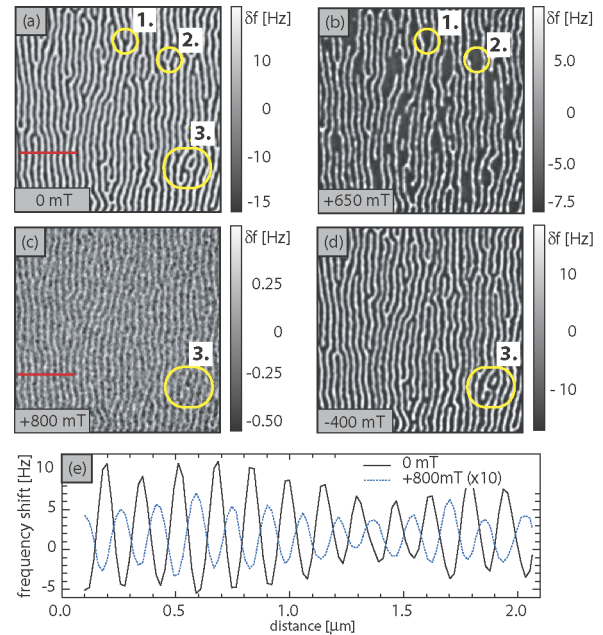 (a)
1.
2.
3.
0 mT
δf [Hz]
10
0
-10
-15
(b)
1.
2.
+650 mT
δf [Hz]
5.0
0
-5.0
-7.5
(c)
3.
+800 mT
δf [Hz]
0.25
0
-0.25
-0.50
(d)
3.
-400 mT
δf [Hz]
10
0
- 10
(e)
0 mT
+800mT (x10)
frequency shift [Hz]
10
5
0
-5
0.0 0.5 1.0 1.5 2.0
distance [µm]